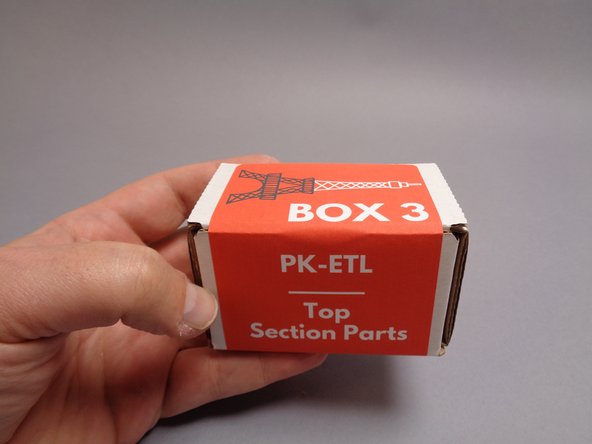 BOX 3
PK-ETL
Top
Section Parts